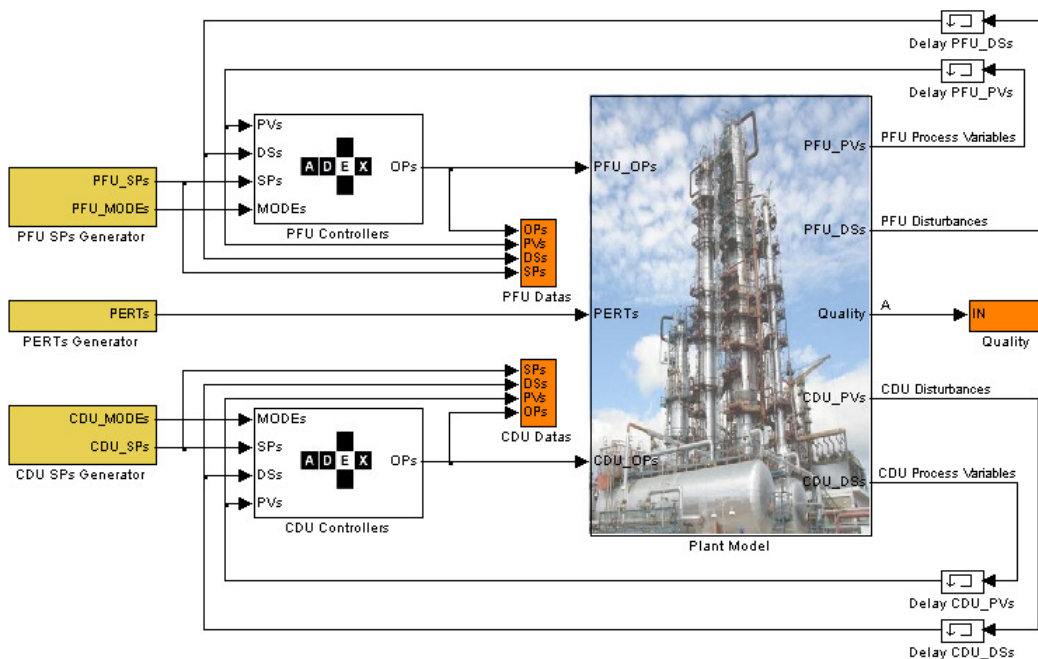 Delay PFU_DSs
Delay PFU_PVs
PFU Process Variables
PFU Disturbances
A
CDU Disturbances
CDU Process Variables
Delay CDU_PVs
Delay CDU_DSs
PFU_SPs
PFU_MODEs
PFU SPs Generator
PERTs
PERTs Generator
CDU_MODEs
CDU_SPs
CDU SPs Generator
PVs
DSs
SPs
MODEs
ADEX
OPs
PFU Controllers
OPs
PVs
DSs
SPs
PFU Datas
SPs
DSs
PVs
OPs
CDU Datas
MODEs
SPs
DSs
PVs
ADEX
OPs
CDU Controllers
PFU_OPs
PERTs
CDU_OPs
PFU_PVs
PFU_DSs
Quality
CDU_PVs
CDU_DSs
Plant Model
IN
Quality